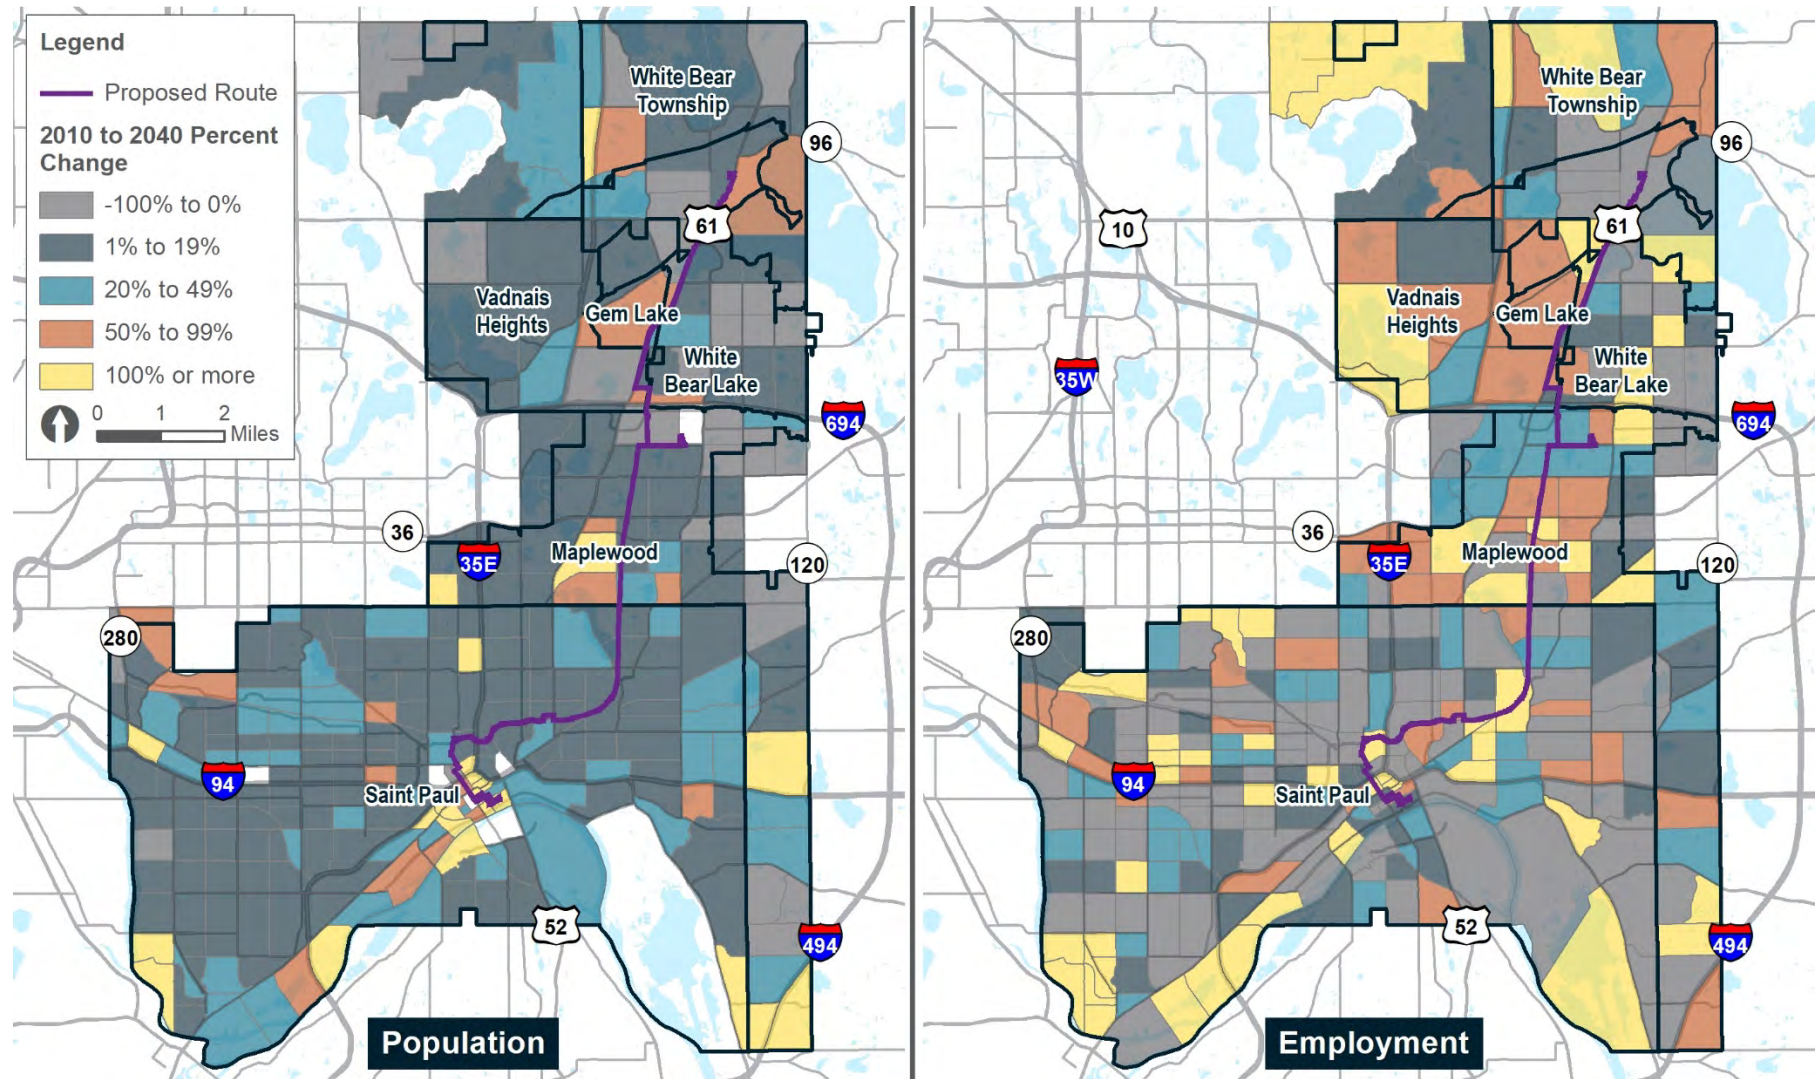 Legend
Proposed Route
2010 to 2040 Percent
Change
-100% to 0%
1% to 19%
20% to 49%
50% to 99%
100% or more
0 1 2
Miles
White Bear
Township
96
61
Vadnais
Heights
Gem Lake
White
Bear Lake
694
36
35E
Maplewood
120
280
94
Saint Paul
52
494
Population
White Bear
Township
96
10
61
Vadnais
Heights
Gem Lake
35W
White
Bear Lake
694
36
35E
Maplewood
120
280
94
Saint Paul
52
494
Employment